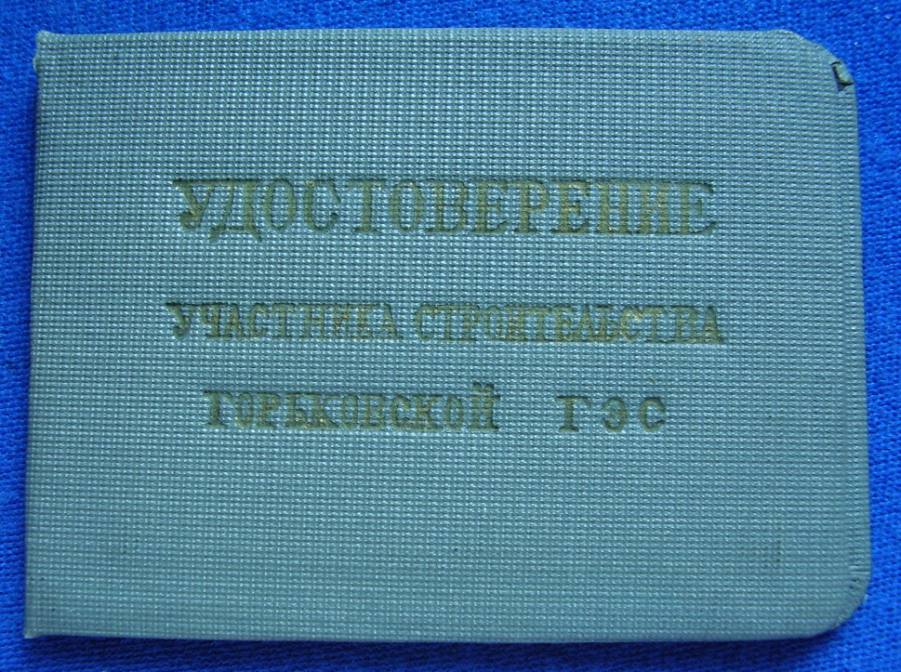 УДОСТОВЕРЕНИЕ
УЧАСТНИКА СТРОИТЕЛЬСТВА
ГОРЬКОВСКОЙ ГЭС